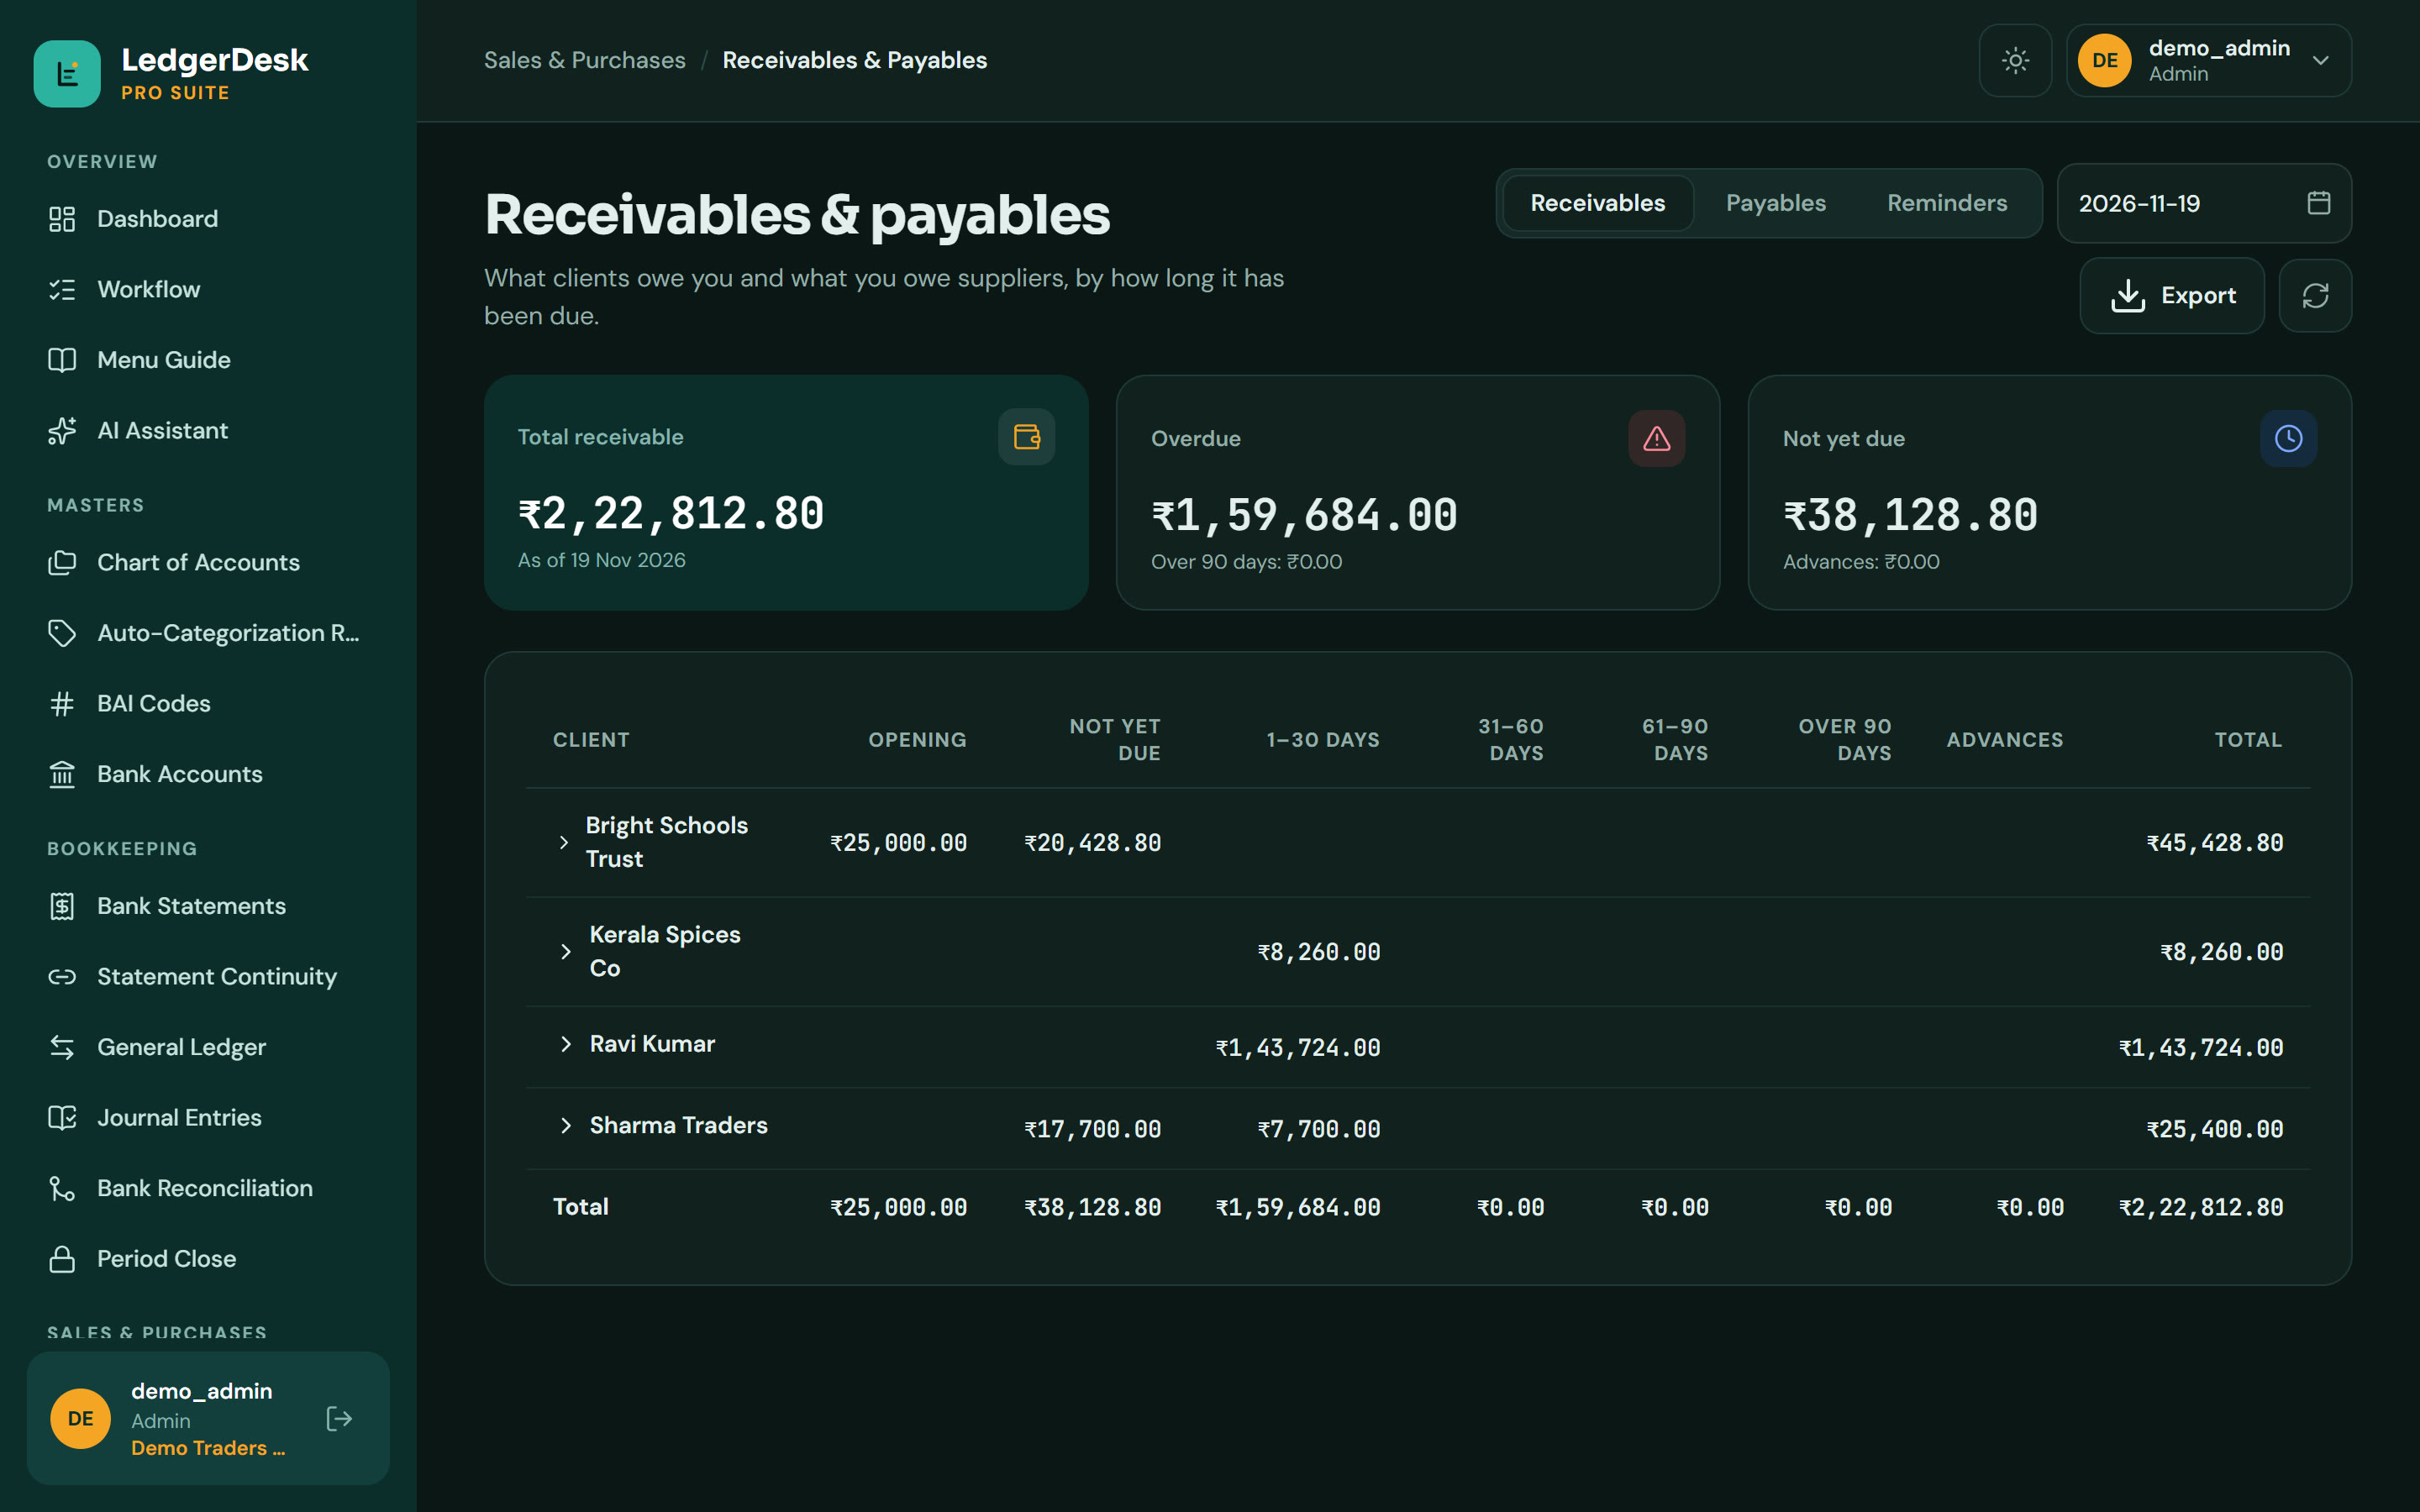 LedgerDesk
PRO SUITE
OVERVIEW
Dashboard
Workflow
Menu Guide
AI Assistant
MASTERS
Chart of Accounts
Auto-Categorization R...
BAI Codes
Bank Accounts
BOOKKEEPING
Bank Statements
Statement Continuity
General Ledger
Journal Entries
Bank Reconciliation
Period Close
SALES & PURCHASES
DE
demo_admin
Admin
Demo Traders ...
Sales & Purchases / Receivables & Payables
DE
demo_admin
Admin
Receivables & payables
What clients owe you and what you owe suppliers, by how long it has
been due.
Receivables Payables Reminders
2026-11-19
Export
Total receivable
₹2,22,812.80
As of 19 Nov 2026
Overdue
₹1,59,684.00
Over 90 days: ₹0.00
Not yet due
₹38,128.80
Advances: ₹0.00
CLIENT OPENING NOT YET DUE 1–30 DAYS 31–60 DAYS 61–90 DAYS OVER 90 DAYS ADVANCES TOTAL
Bright Schools Trust ₹25,000.00 ₹20,428.80 ₹45,428.80
Kerala Spices Co ₹8,260.00 ₹8,260.00
Ravi Kumar ₹1,43,724.00 ₹1,43,724.00
Sharma Traders ₹17,700.00 ₹7,700.00 ₹25,400.00
Total ₹25,000.00 ₹38,128.80 ₹1,59,684.00 ₹0.00 ₹0.00 ₹0.00 ₹0.00 ₹2,22,812.80